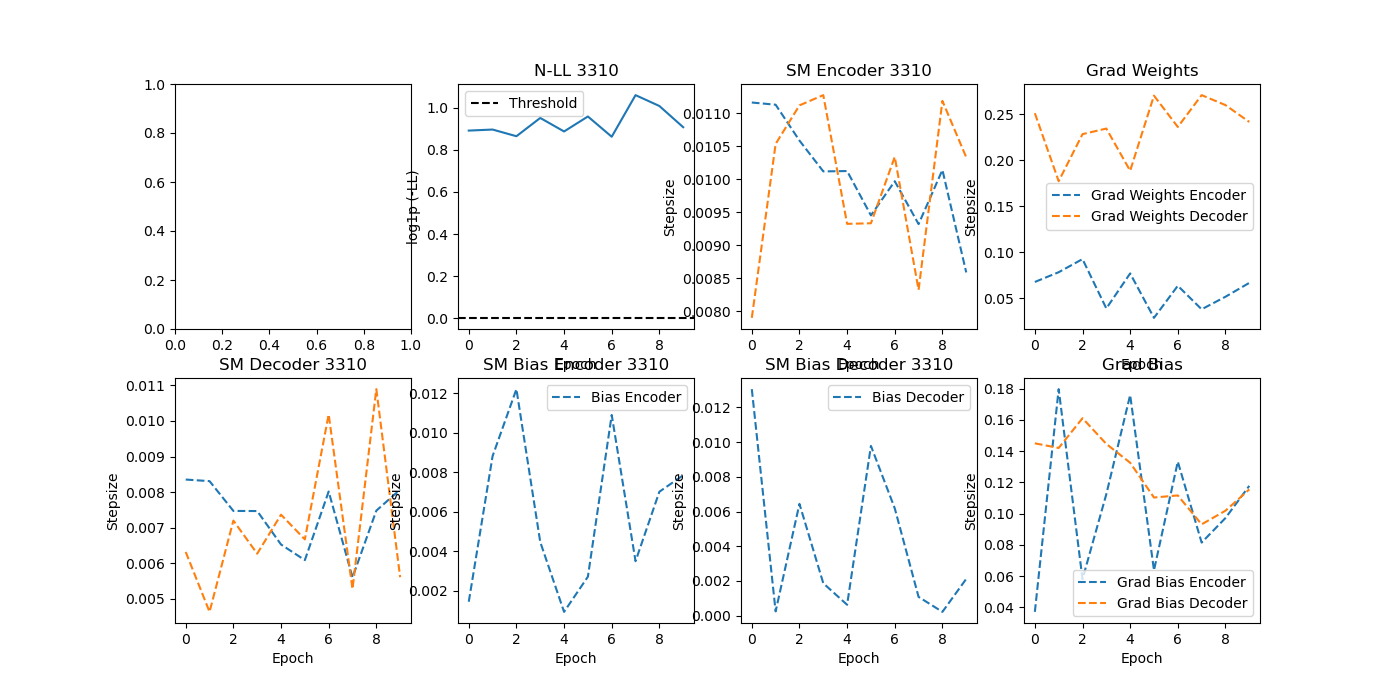 1.0
0.8
0.6
0.4
0.2
0.0
0.0 0.2 0.4 0.6 0.8 1.0
N-LL 3310
Threshold
log1p (-LL)
1.0
0.8
0.6
0.4
0.2
0.0
0 2 4 6 8
Epoch
SM Encoder 3310
Stepsize
0.0110
0.0105
0.0100
0.0095
0.0090
0.0085
0.0080
0 2 4 6 8
Epoch
Grad Weights
Stepsize
0.25
0.20
0.15
0.10
0.05
Grad Weights Encoder
Grad Weights Decoder
0 2 4 6 8
Epoch
SM Decoder 3310
Stepsize
0.011
0.010
0.009
0.008
0.007
0.006
0.005
0 2 4 6 8
Epoch
SM Bias Encoder 3310
Bias Encoder
Stepsize
0.012
0.010
0.008
0.006
0.004
0.002
0 2 4 6 8
Epoch
SM Bias Decoder 3310
Bias Decoder
Stepsize
0.012
0.010
0.008
0.006
0.004
0.002
0.000
0 2 4 6 8
Epoch
Grad Bias
Stepsize
0.18
0.16
0.14
0.12
0.10
0.08
0.06
0.04
Grad Bias Encoder
Grad Bias Decoder
0 2 4 6 8
Epoch